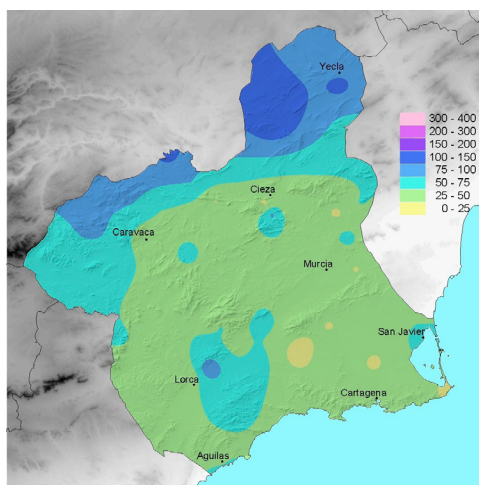 Yecla
300 - 400
200 - 300
150 - 200
100 - 150
75 - 100
50 - 75
25 - 50
0 - 25
Cieza
Caravaca
Murcia
San Javier
Lorca
Cartagena
Aguilas